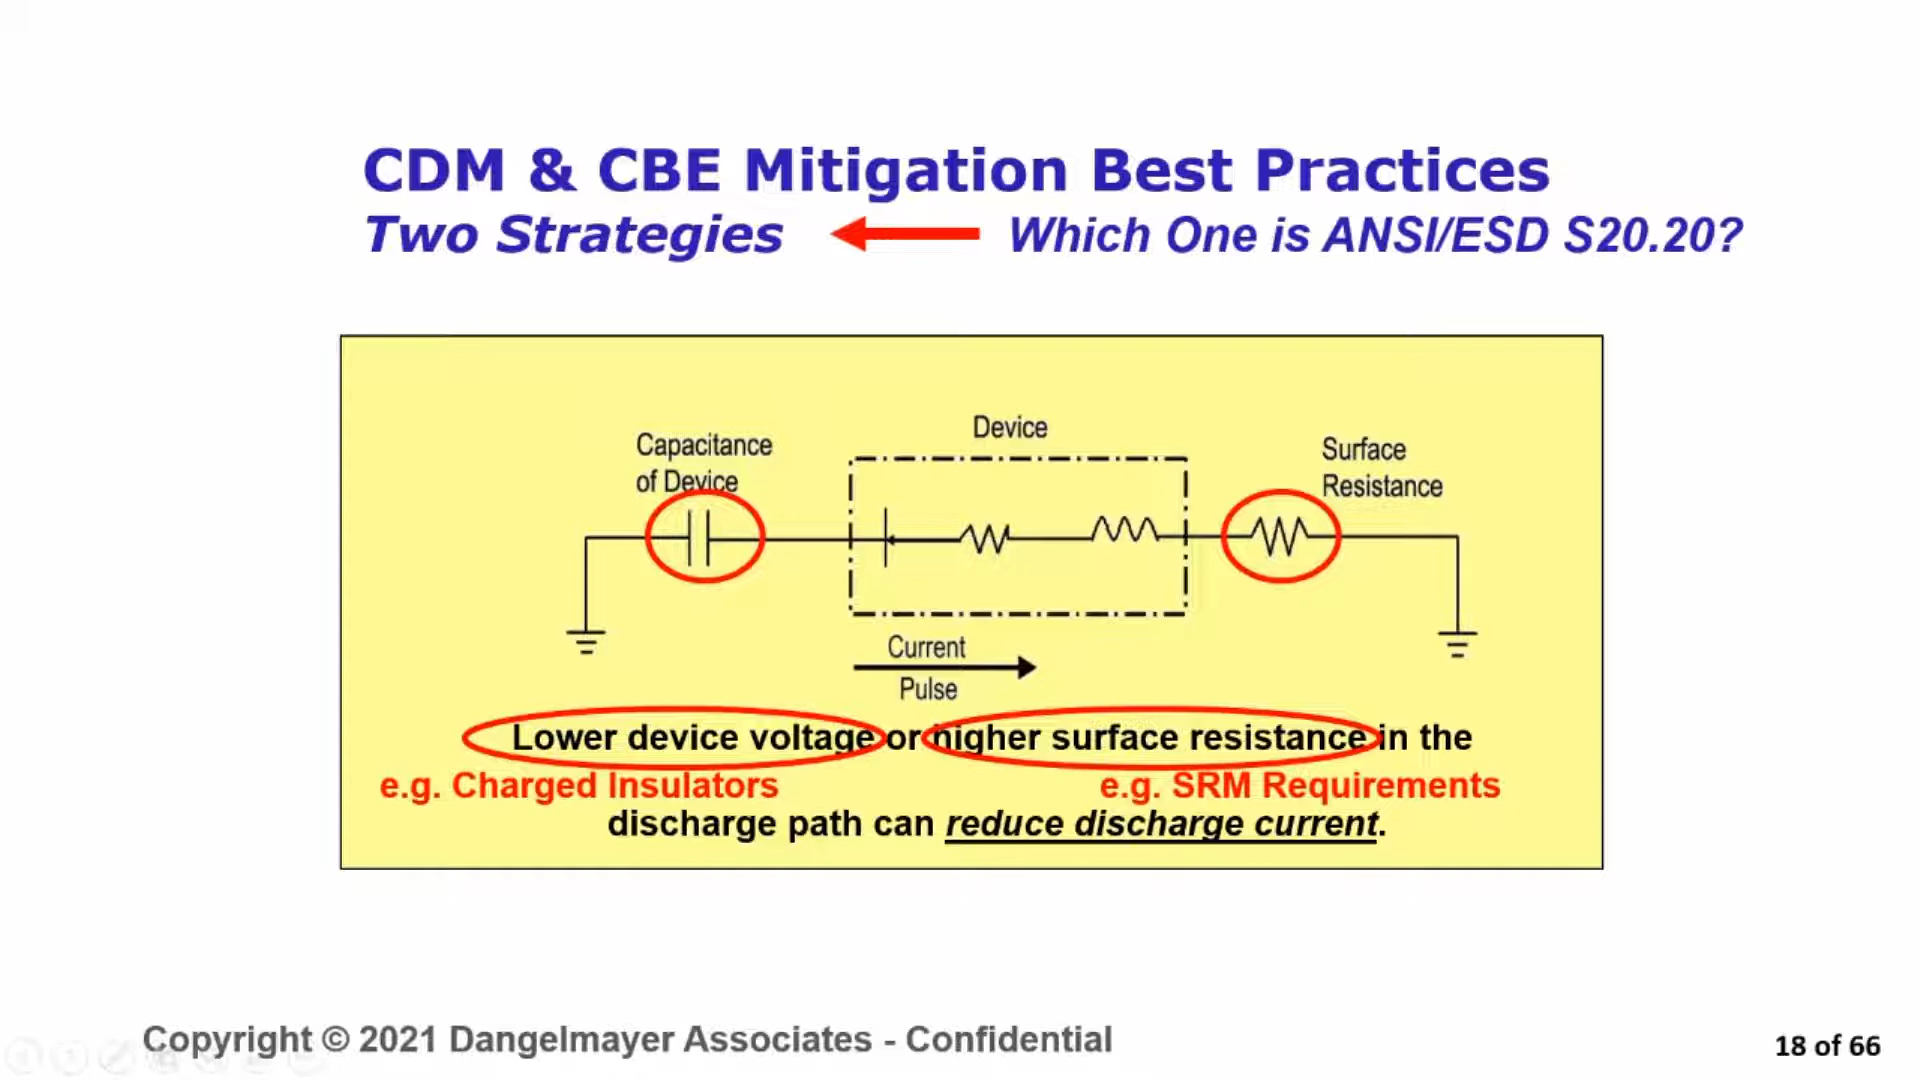 CDM & CBE Mitigation Best Practices
Two Strategies Which One is ANSI/ESD S20.20?
Capacitance
of Device
Device
Surface
Resistance
Current
Pulse
Lower device voltage or higher surface resistance in the
e.g. Charged Insulators e.g. SRM Requirements
discharge path can reduce discharge current.
Copyright © 2021 Dangelmayer Associates - Confidential
18 of 66